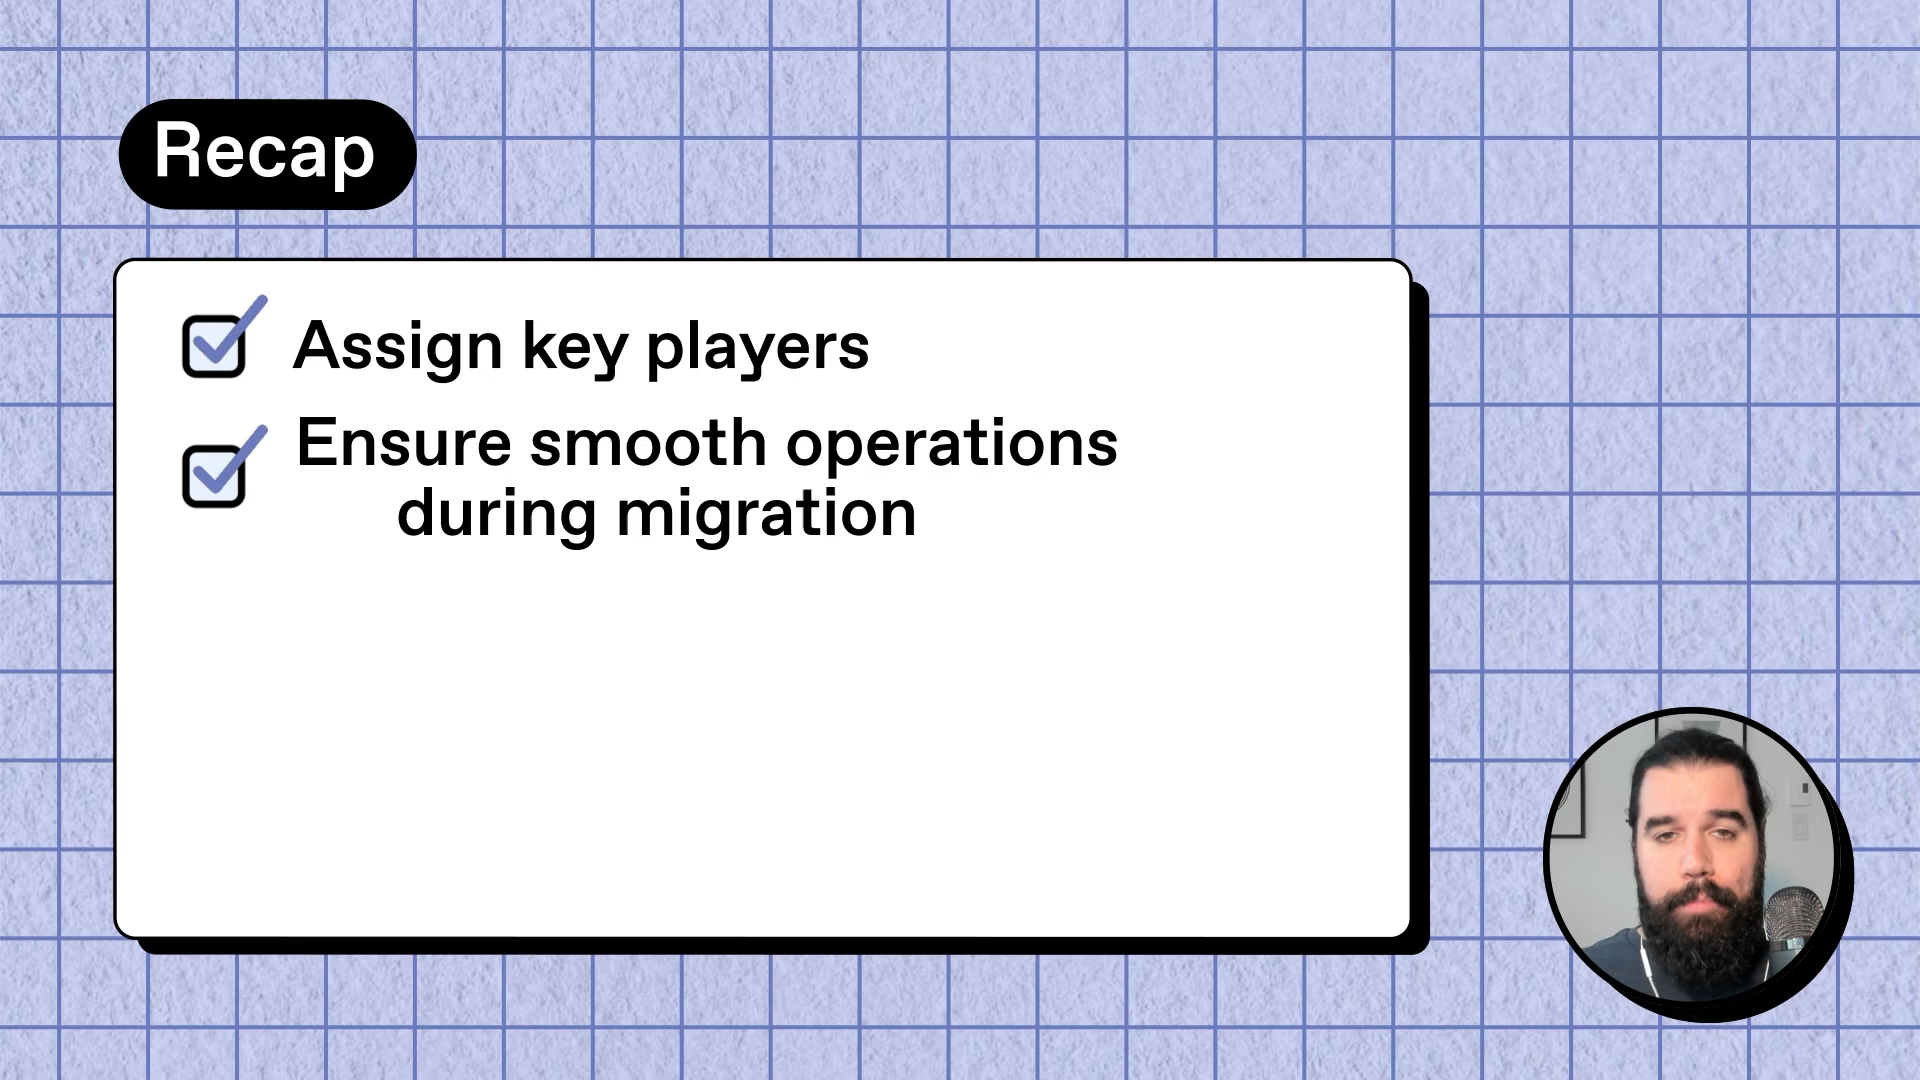 Recap
Assign key players
Ensure smooth operations
during migration